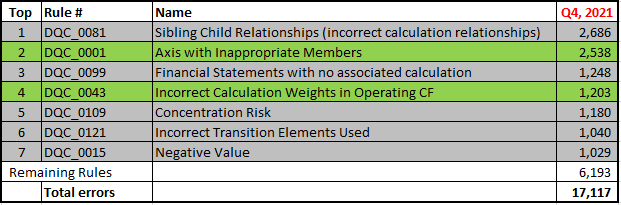 Top Rule # Name Q4, 2021
1 DQC_0081 Sibling Child Relationships (incorrect calculation relationships) 2,686
2 DQC_0001 Axis with Inappropriate Members 2,538
3 DQC_0099 Financial Statements with no associated calculation 1,248
4 DQC_0043 Incorrect Calculation Weights in Operating CF 1,203
5 DQC_0109 Concentration Risk 1,180
6 DQC_0121 Incorrect Transition Elements Used 1,040
7 DQC_0015 Negative Value 1,029
Remaining Rules 6,193
Total errors 17,117